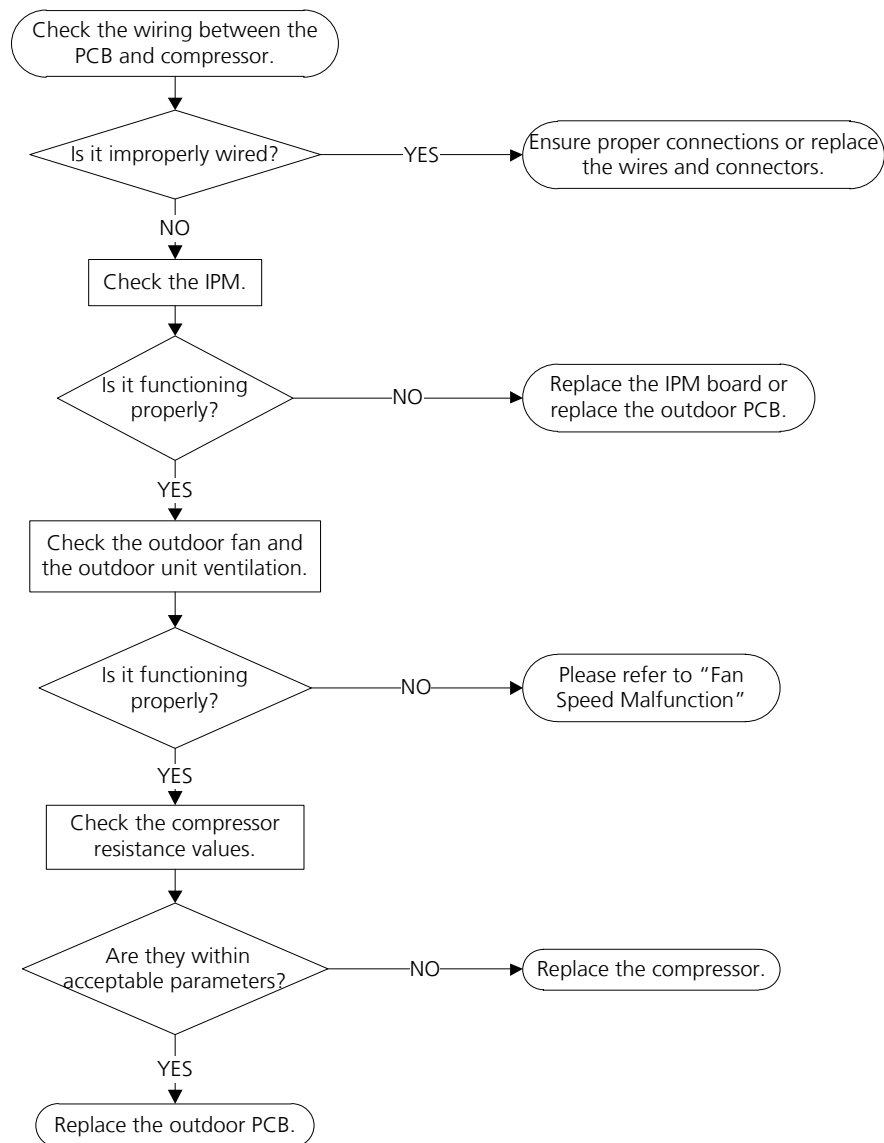 Check the wiring between the
PCB and compressor.
Is it improperly wired?
YES
Ensure proper connections or replace
the wires and connectors.
NO
Check the IPM.
Is it functioning
properly?
NO
Replace the IPM board or
replace the outdoor PCB.
YES
Check the outdoor fan and
the outdoor unit ventilation.
Is it functioning
properly?
NO
Please refer to “Fan
Speed Malfunction”
YES
Check the compressor
resistance values.
Are they within
acceptable parameters?
NO
Replace the compressor.
YES
Replace the outdoor PCB.